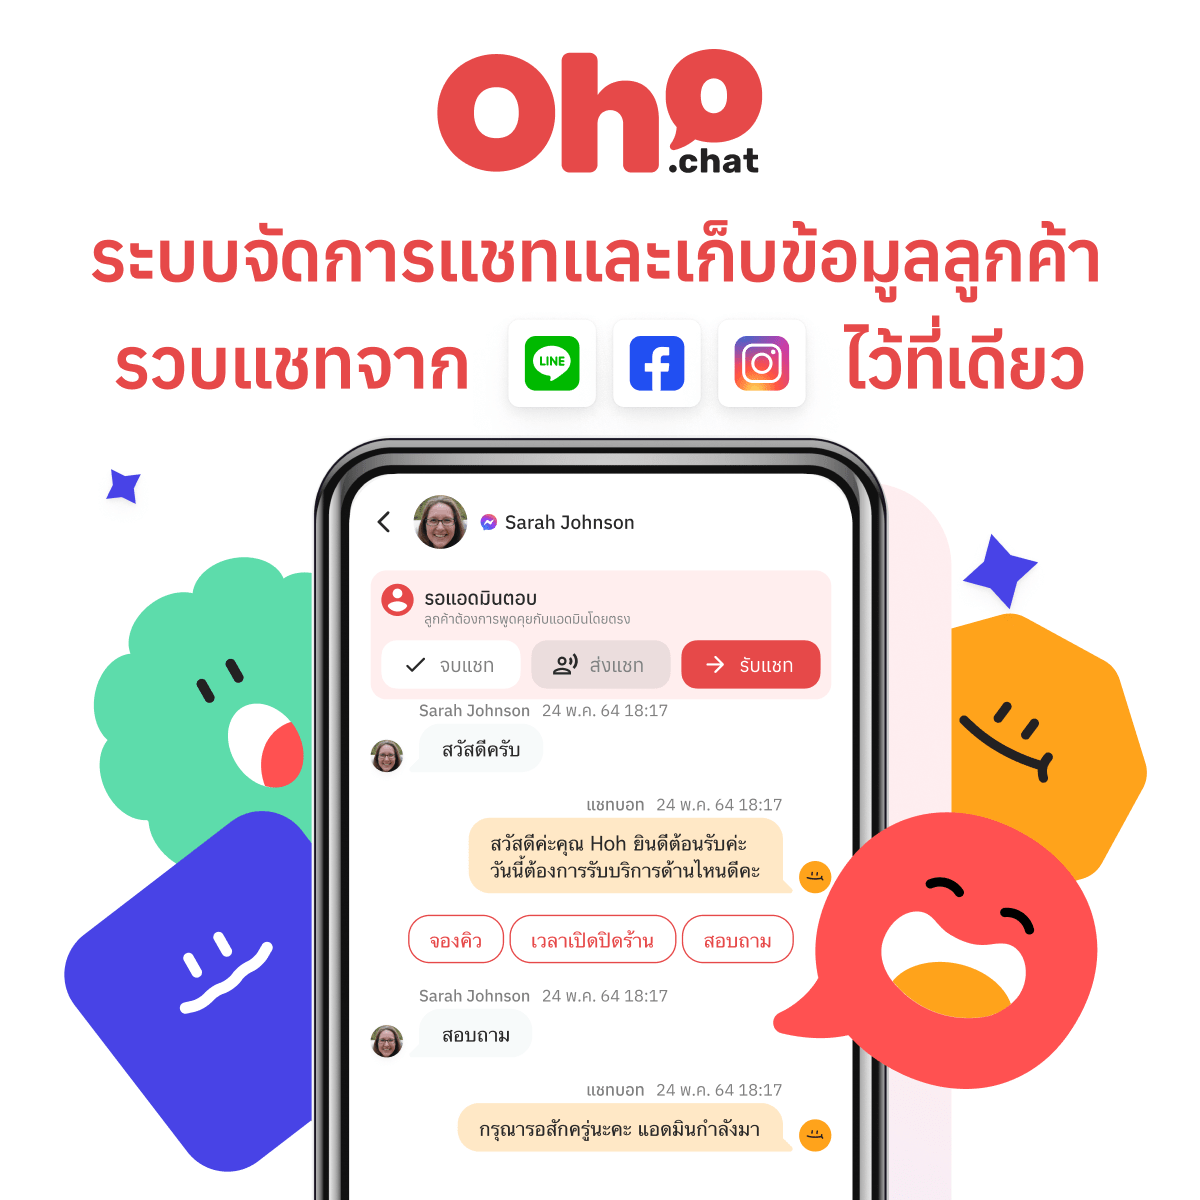 Oho
.chat
ระบบจัดการแชทและเก็บข้อมูลลูกค้า
รวบแชทจาก LINE ไว้ที่เดียว
Sarah Johnson
รอแอดมินตอบ
ลูกค้าต้องการพูดคุยกับแอดมินโดยตรง
จบแชท ส่งแชท รับแชท
Sarah Johnson 24 พ.ค. 64 18:17
สวัสดีครับ
แชทบอท 24 พ.ค. 64 18:17
สวัสดีค่ะคุณ Hoh ยินดีต้อนรับค่ะ
วันนี้ต้องการรับบริการด้านไหนดีคะ
จองคิว เวลาเปิดปิดร้าน สอบถาม
Sarah Johnson 24 พ.ค. 64 18:17
สอบถาม
แชทบอท 24 พ.ค. 64 18:17
กรุณารอสักครู่นะคะ แอดมินกำลังมา